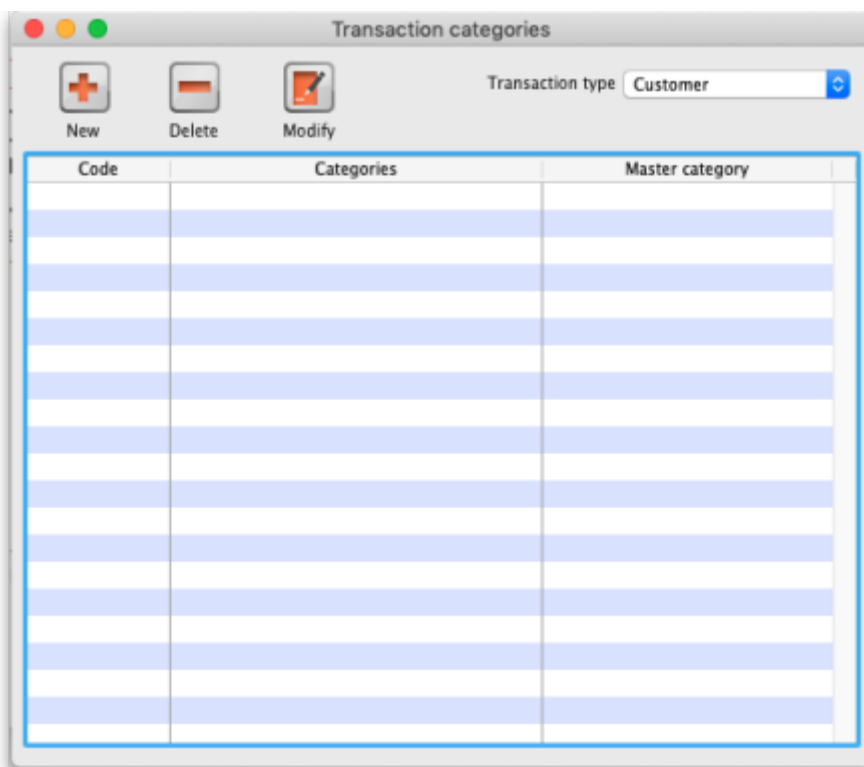 Transaction categories
Transaction type Customer
New Delete Modify
Code Categories Master category